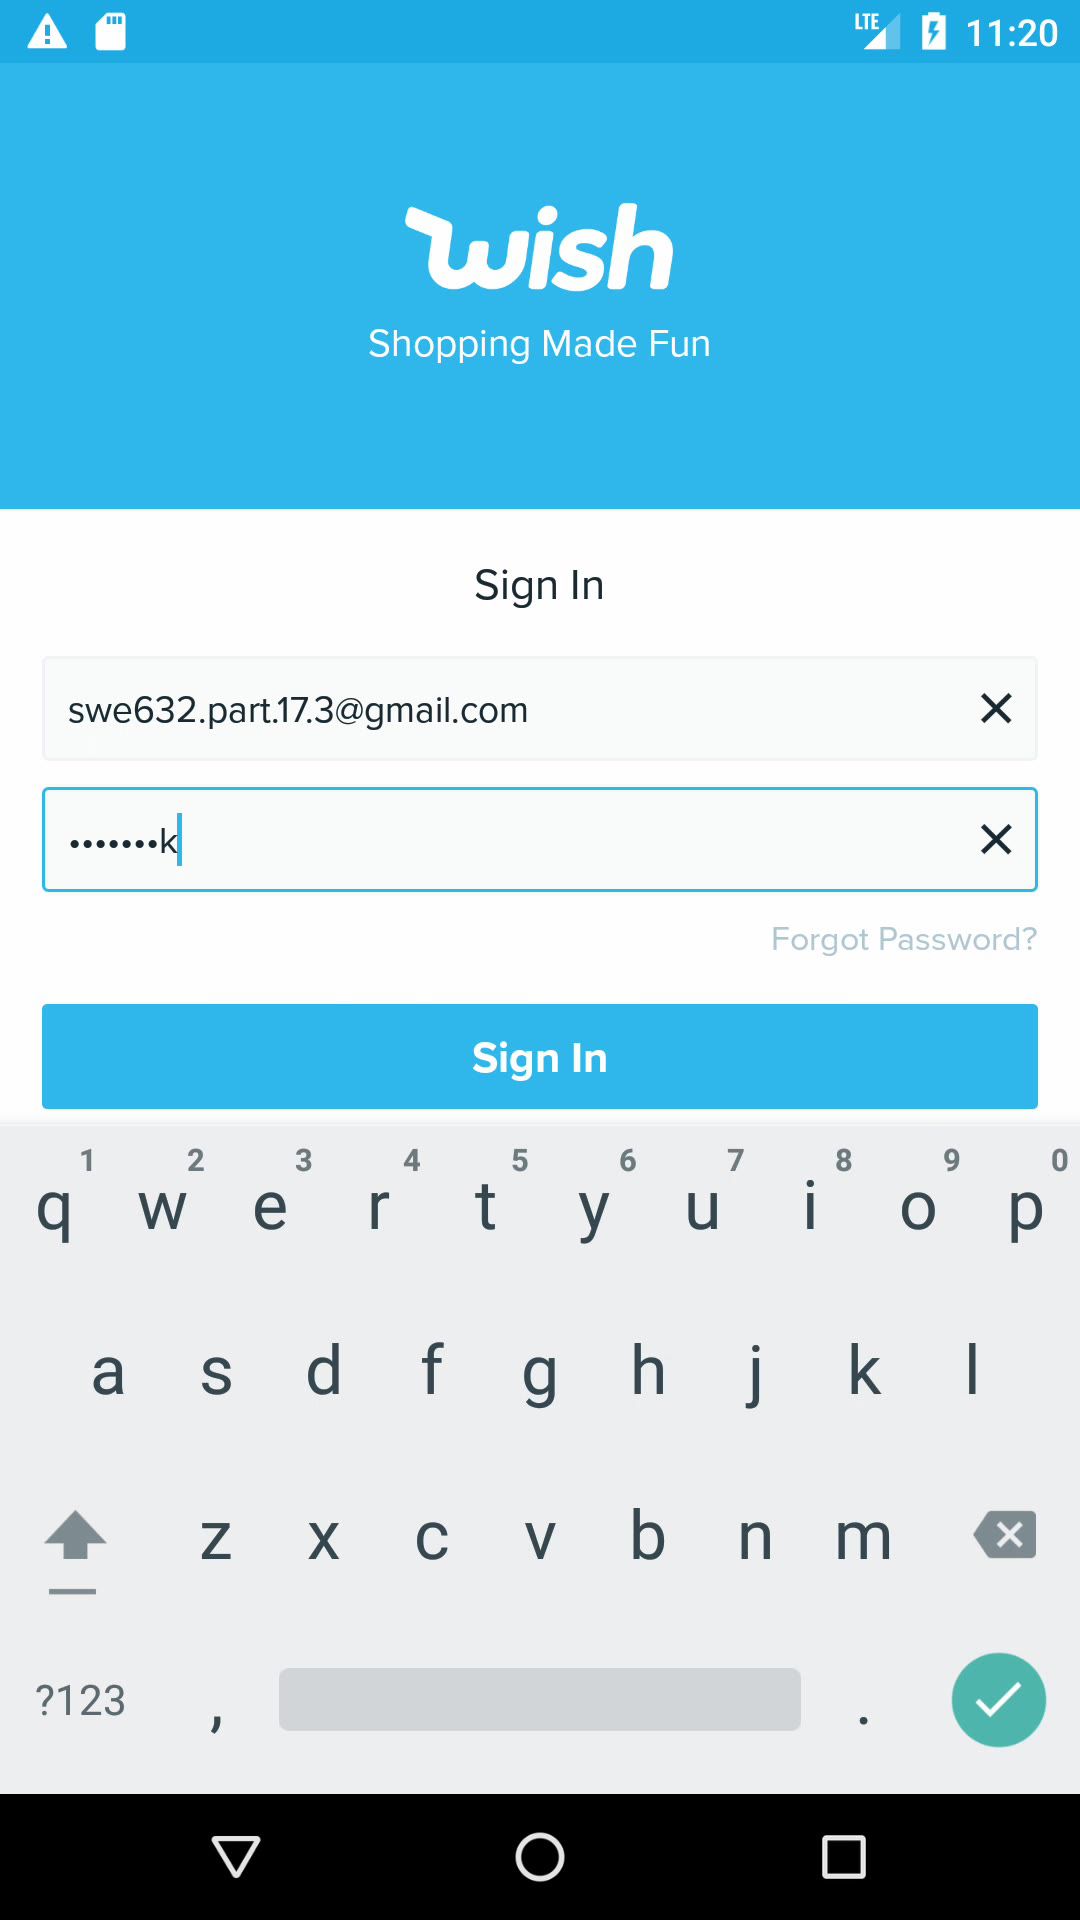 LTE 11:20
wish
Shopping Made Fun
Sign In
swe632.part.17.3@gmail.com
•••••••k
Forgot Password?
Sign In
1 2 3 4 5 6 7 8 9 0
q w e r t y u i o p
a s d f g h j k l
z x c v b n m
?123 , .